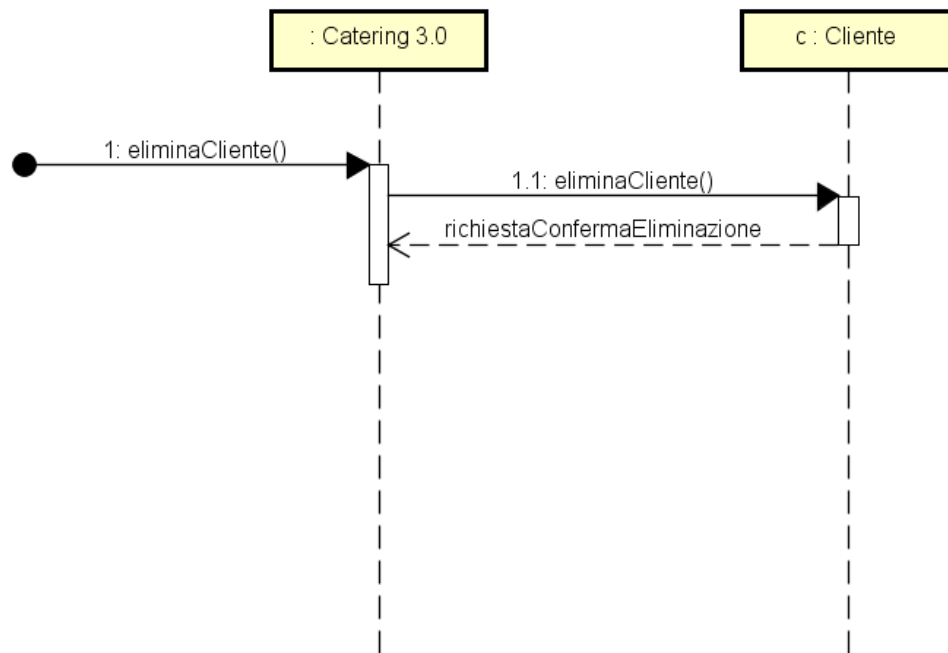 : Catering 3.0
c : Cliente
1: eliminaCliente()
1.1: eliminaCliente()
richiestaConfermaEliminazione